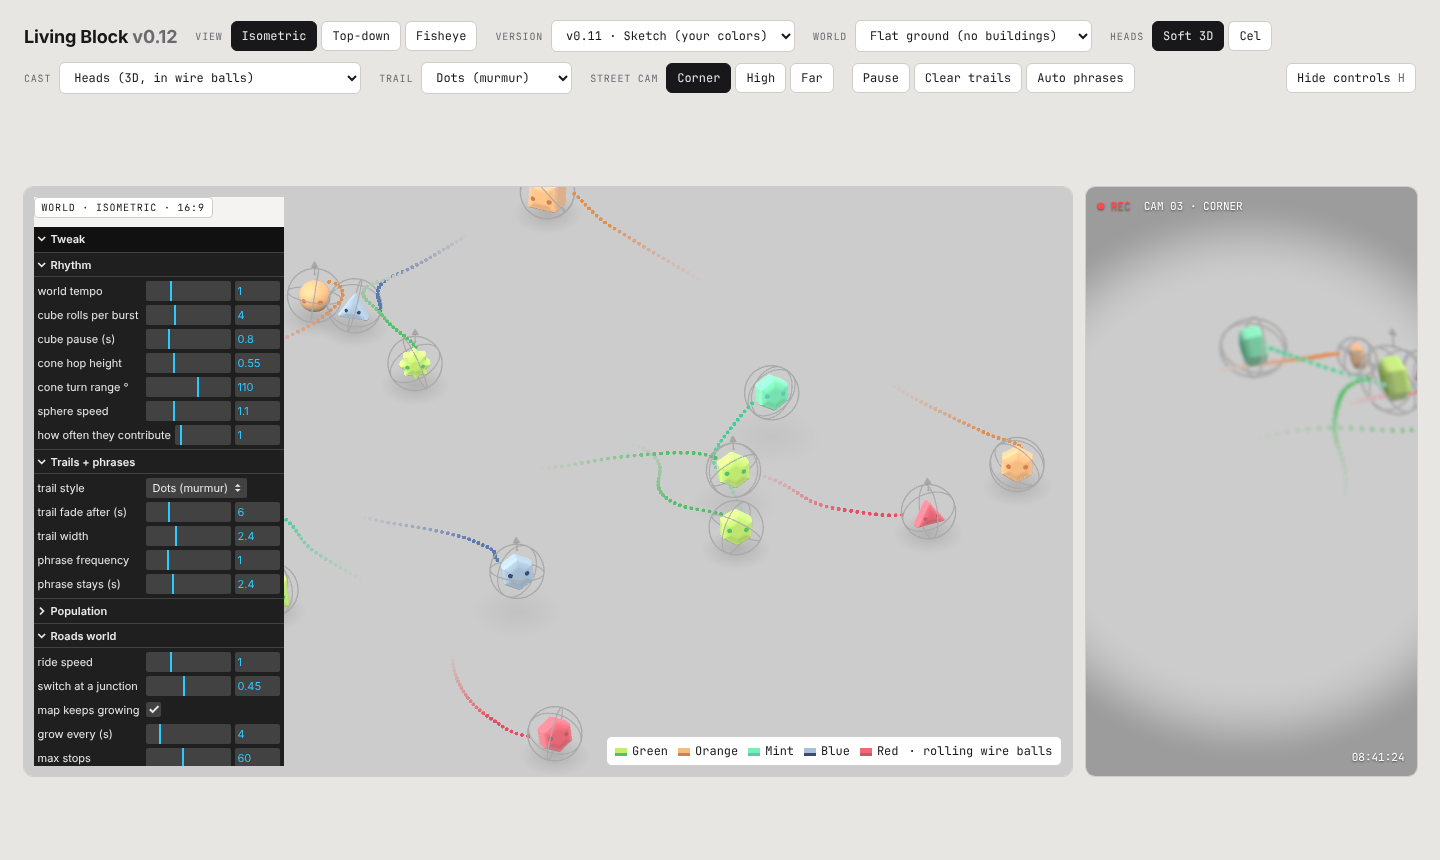 Living Block v0.12 VIEW Isometric Top-down Fisheye VERSION v0.11 · Sketch (your colors) WORLD Flat ground (no buildings) HEADS Soft 3D Cel
CAST Heads (3D, in wire balls) TRAIL Dots (murmur) STREET CAM Corner High Far Pause Clear trails Auto phrases Hide controls H
WORLD · ISOMETRIC · 16:9
Tweak
Rhythm
world tempo 1
cube rolls per burst 4
cube pause (s) 0.8
cone hop height 0.55
cone turn range ° 110
sphere speed 1.1
how often they contribute 1
Trails + phrases
trail style Dots (murmur)
trail fade after (s) 6
trail width 2.4
phrase frequency 1
phrase stays (s) 2.4
Population
Roads world
ride speed 1
switch at a junction 0.45
map keeps growing
grow every (s) 4
max stops 60
Green Orange Mint Blue Red · rolling wire balls
REC CAM 03 · CORNER
08:41:24